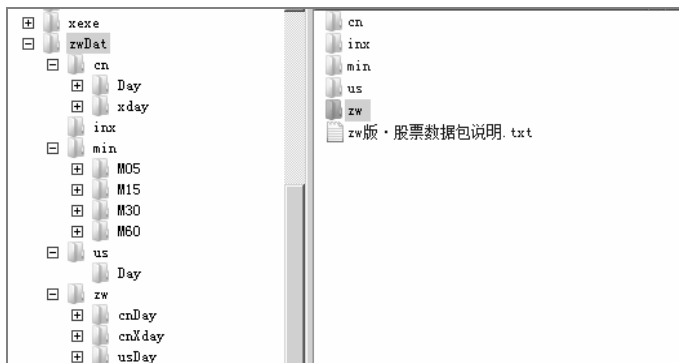 xexe
zwDat
cn
Day
xday
inx
min
M05
M15
M30
M60
us
Day
zw
cnDay
cnXday
usDay
cn
inx
min
us
zw
zw版·股票数据包说明.txt